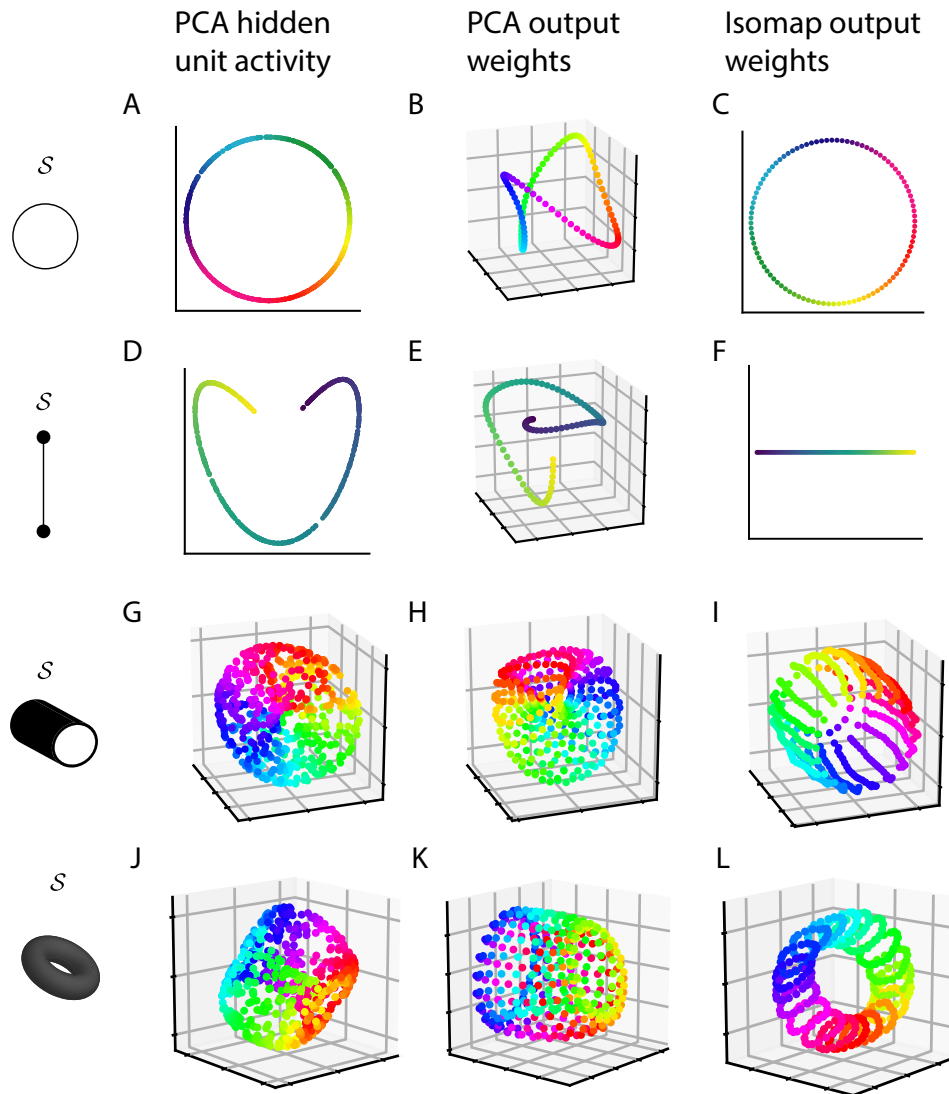 PCA hidden
unit activity
PCA output
weights
Isomap output
weights
A
B
C
𝒮
D
E
F
𝒮
G
H
I
𝒮
J
K
L
𝒮